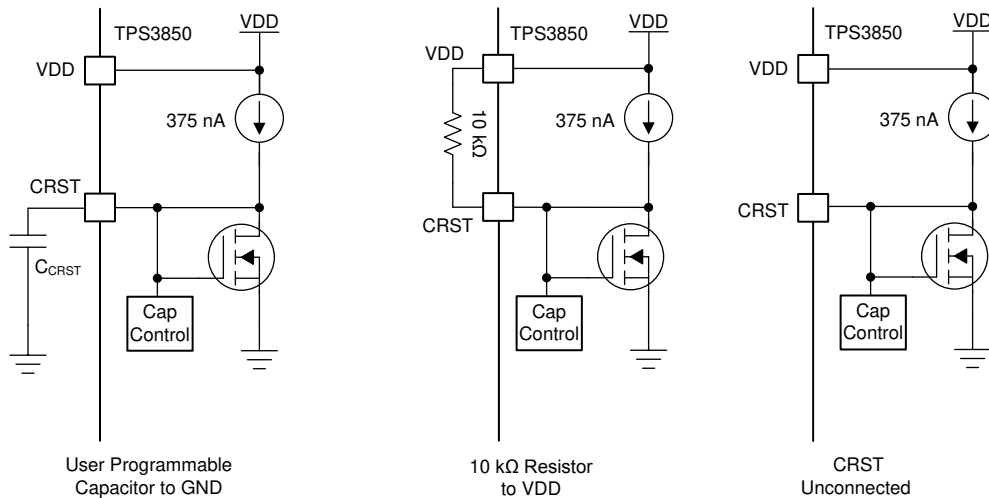 VDD
TPS3850
VDD
375 nA
CRST
CCRST
Cap
Control
User Programmable
Capacitor to GND
VDD
TPS3850
VDD
10 kΩ
375 nA
CRST
Cap
Control
10 kΩ Resistor
to VDD
VDD
TPS3850
VDD
375 nA
CRST
Cap
Control
CRST
Unconnected